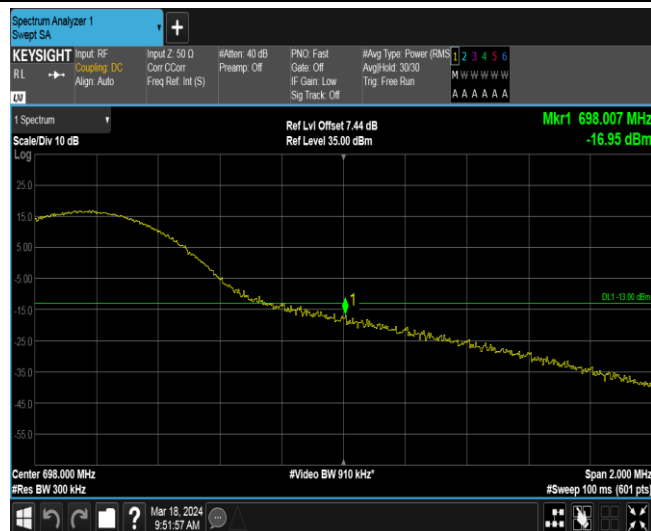 Spectrum Analyzer 1
Swept SA
+
KEYSIGHT
RL
LXI
Input: RF
Coupling: DC
Align: Auto
Input Z: 50 Ω
Corr CCorr
Freq Ref: Int (S)
#Atten: 40 dB
Preamp: Off
PNO: Fast
Gate: Off
IF Gain: Low
Sig Track: Off
#Avg Type: Power (RMS
Avg|Hold: 30/30
Trig: Free Run
1 2 3 4 5 6
M W W W W W
A A A A A A
1 Spectrum
Scale/Div 10 dB
Log
Ref Lvl Offset 7.44 dB
Ref Level 35.00 dBm
Mkr1 698.007 MHz
-16.95 dBm
25.0
15.0
5.00
-5.00
-15.0
-25.0
-35.0
-45.0
-55.0
1
DL1 -13.00 dBm
Center 698.000 MHz
#Res BW 300 kHz
#Video BW 910 kHz*
Span 2.000 MHz
#Sweep 100 ms (601 pts)
?
Mar 18, 2024
9:51:57 AM